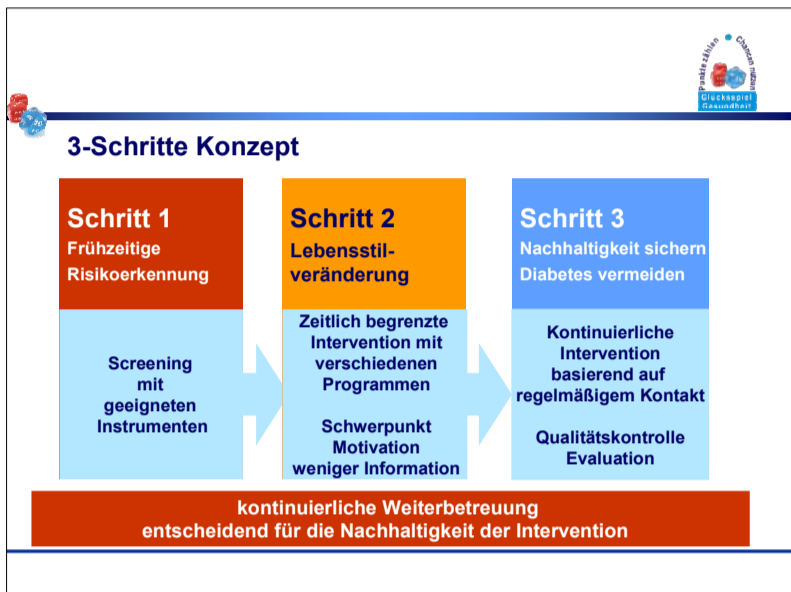 Punkte zählen
Chancen nutzen
Glücksspiel
Gesundheit
3-Schritte Konzept
Schritt 1
Frühzeitige
Risikoerkennung
Screening
mit
geeigneten
Instrumenten
Schritt 2
Lebensstil-
veränderung
Zeitlich begrenzte
Intervention mit
verschiedenen
Programmen
Schwerpunkt
Motivation
weniger Information
Schritt 3
Nachhaltigkeit sichern
Diabetes vermeiden
Kontinuierliche
Intervention
basierend auf
regelmäßigem Kontakt
Qualitätskontrolle
Evaluation
kontinuierliche Weiterbetreuung
entscheidend für die Nachhaltigkeit der Intervention